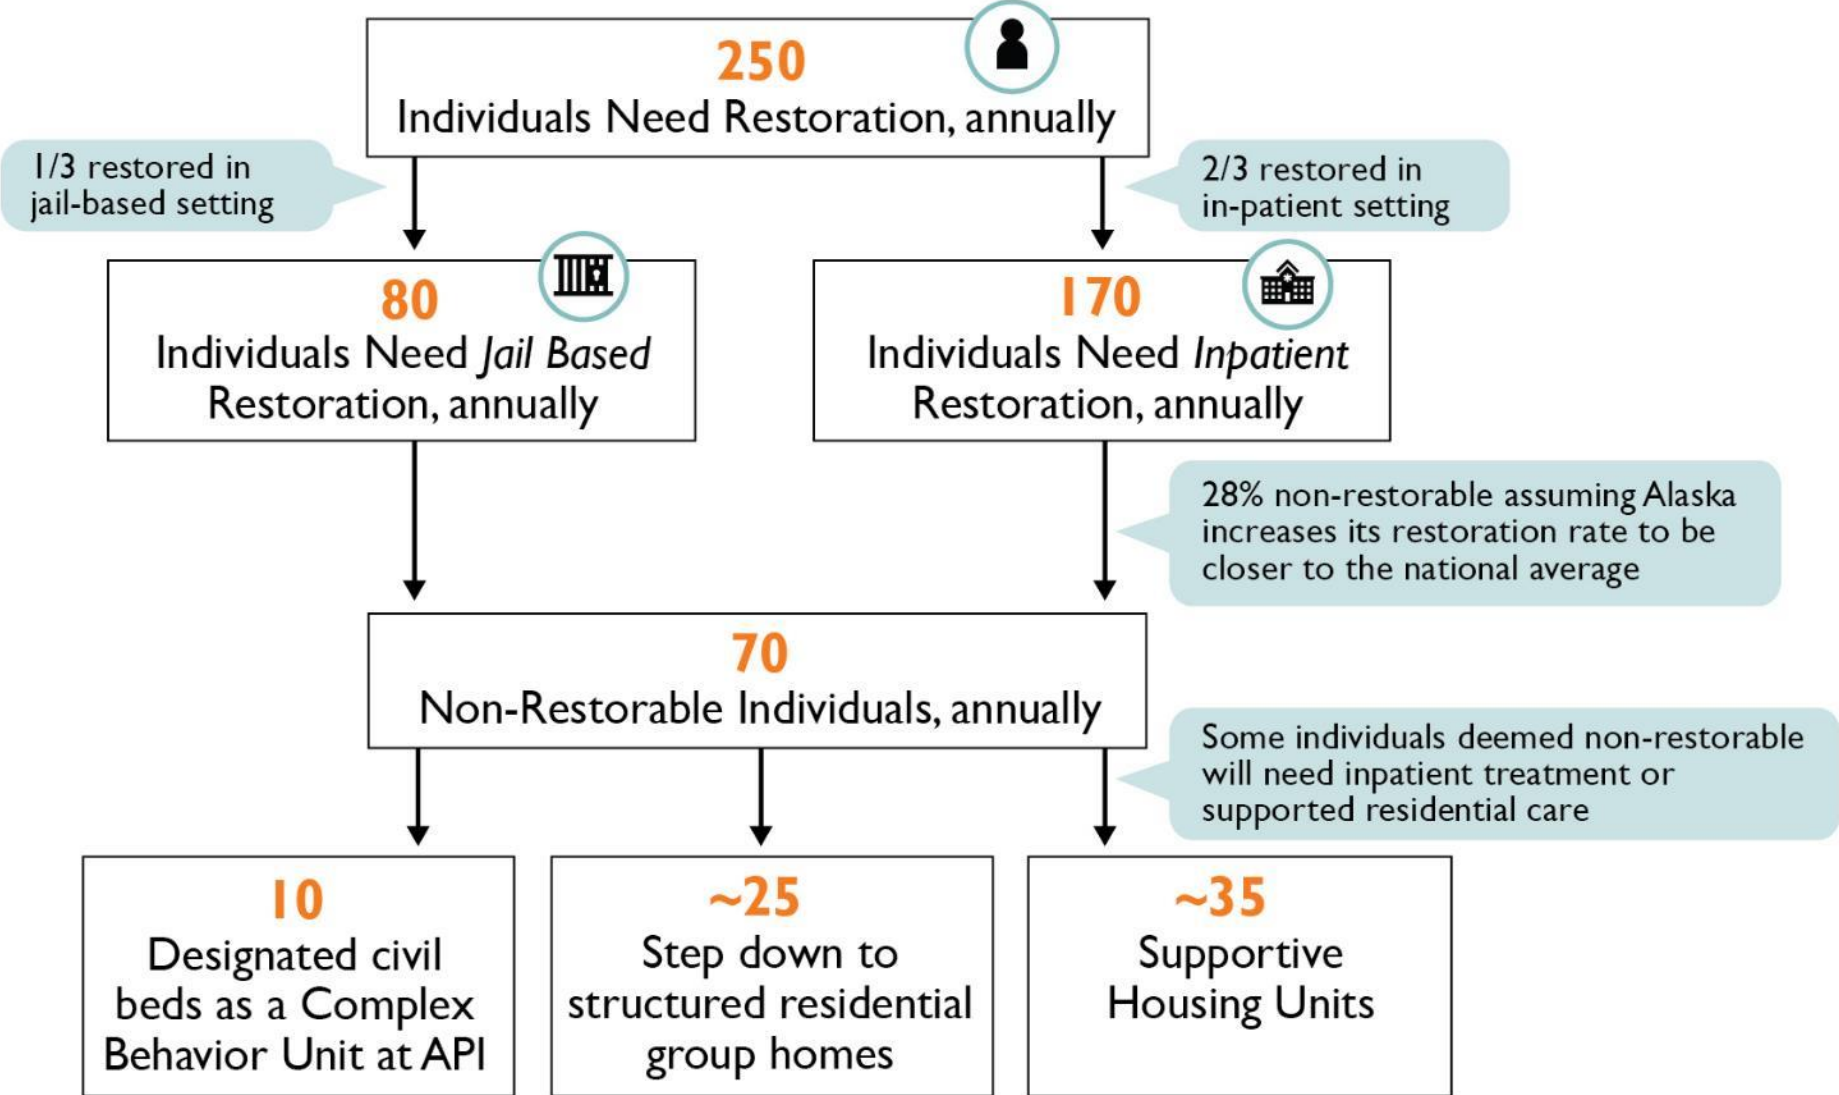 250
Individuals Need Restoration, annually
1/3 restored in
jail-based setting
2/3 restored in
in-patient setting
80
Individuals Need Jail Based
Restoration, annually
170
Individuals Need Inpatient
Restoration, annually
28% non-restorable assuming Alaska
increases its restoration rate to be
closer to the national average
70
Non-Restorable Individuals, annually
Some individuals deemed non-restorable
will need inpatient treatment or
supported residential care
10
Designated civil
beds as a Complex
Behavior Unit at API
~25
Step down to
structured residential
group homes
~35
Supportive
Housing Units